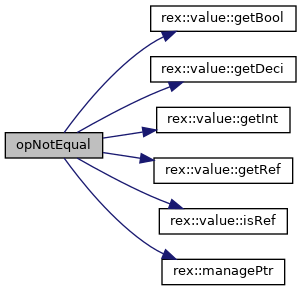 opNotEqual
rex::value::getBool
rex::value::getDeci
rex::value::getInt
rex::value::getRef
rex::value::isRef
rex::managePtr